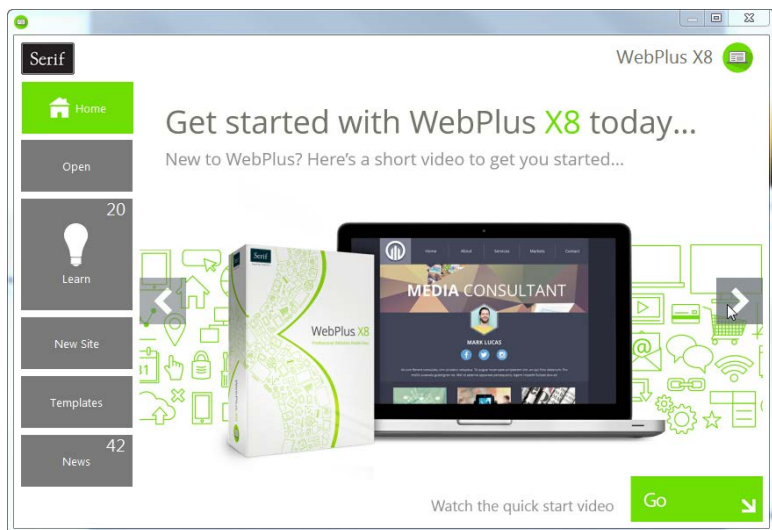 Serif
WebPlus X8
Home
Open
20
Learn
New Site
Templates
42
News
Get started with WebPlus X8 today...
New to WebPlus? Here's a short video to get you started...
Serif
WebPlus X8
Home
About
Services
Markets
Contact
MEDIA CONSULTANT
MARK LUCAS
Watch the quick start video
Go